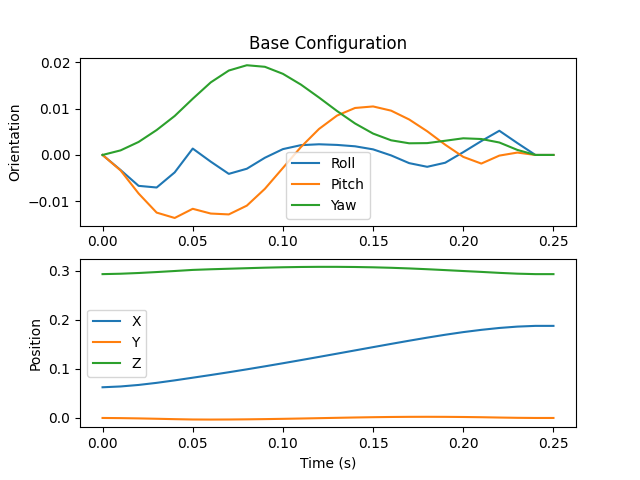 Base Configuration
Orientation
0.02
0.01
0.00
−0.01
Roll
Pitch
Yaw
0.00 0.05 0.10 0.15 0.20 0.25
Position
0.3
0.2
0.1
0.0
X
Y
Z
0.00 0.05 0.10 0.15 0.20 0.25
Time (s)